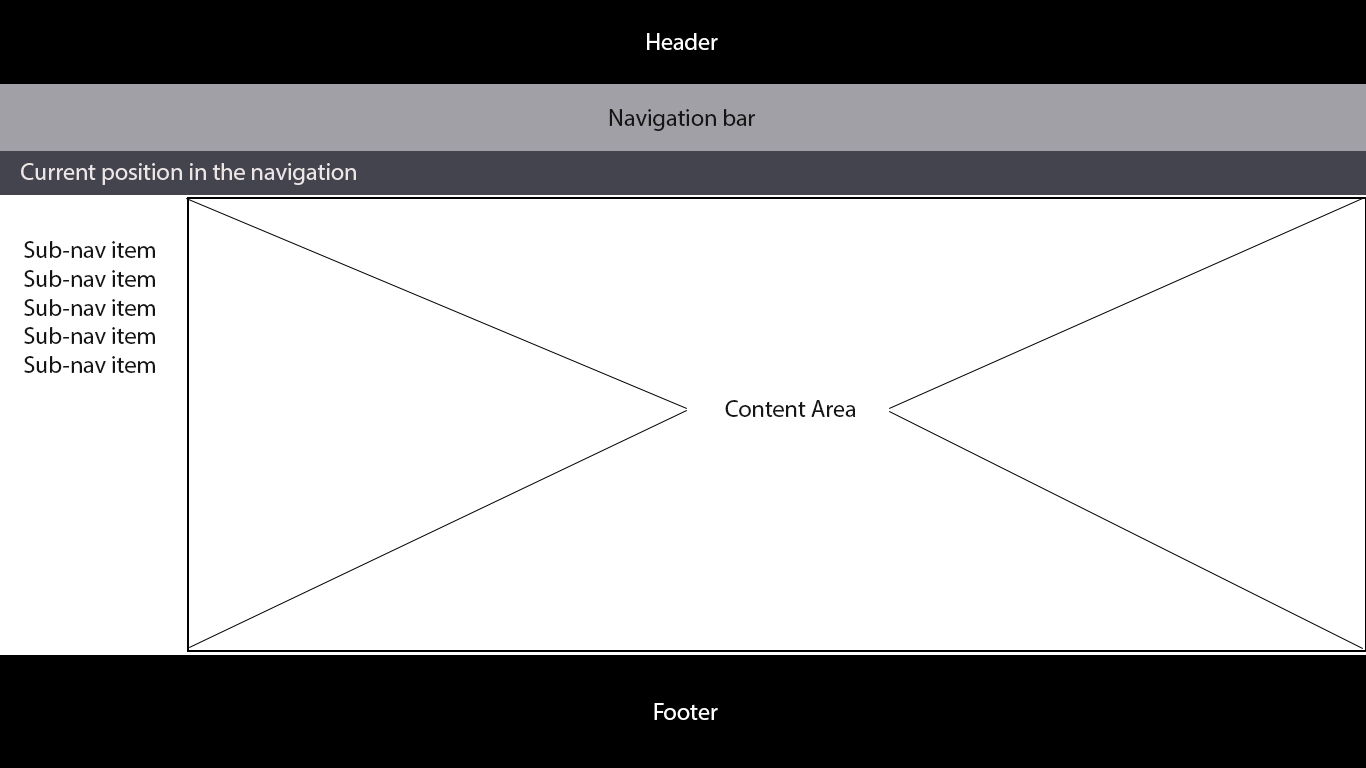 Header
Navigation bar
Current position in the navigation
Sub-nav item
Sub-nav item
Sub-nav item
Sub-nav item
Sub-nav item
Content Area
Footer